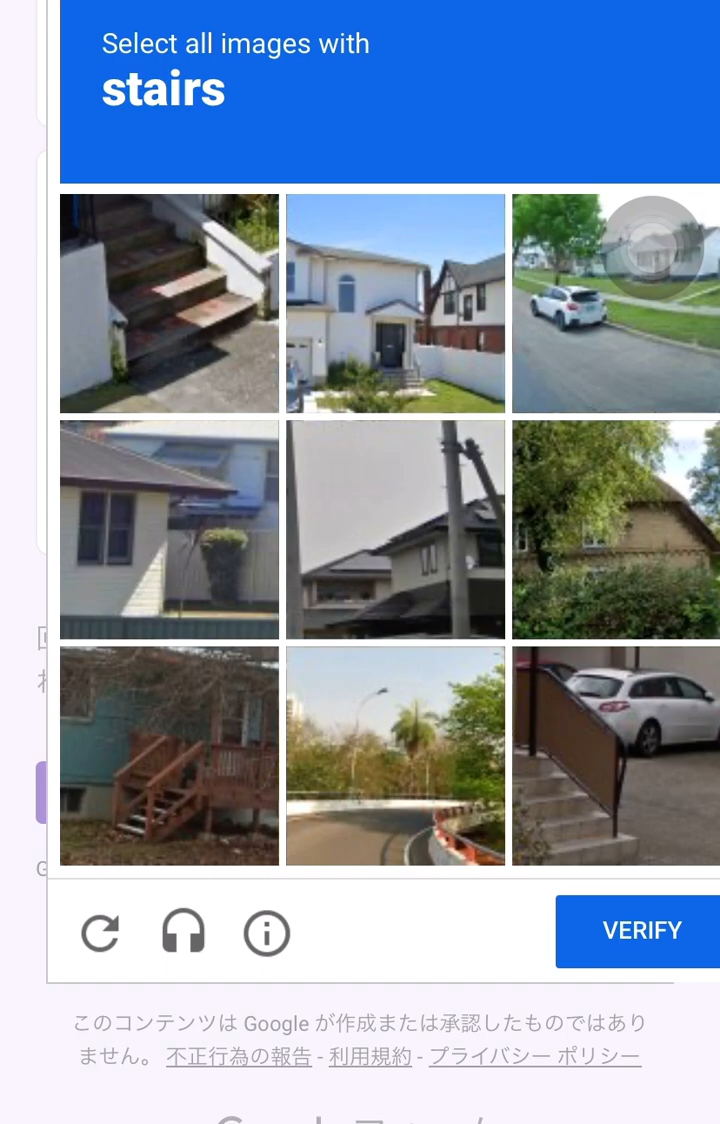 Select all images with
stairs
VERIFY
このコンテンツは Google が作成または承認したものではあり
ません。 不正行為の報告 - 利用規約 - プライバシー ポリシー